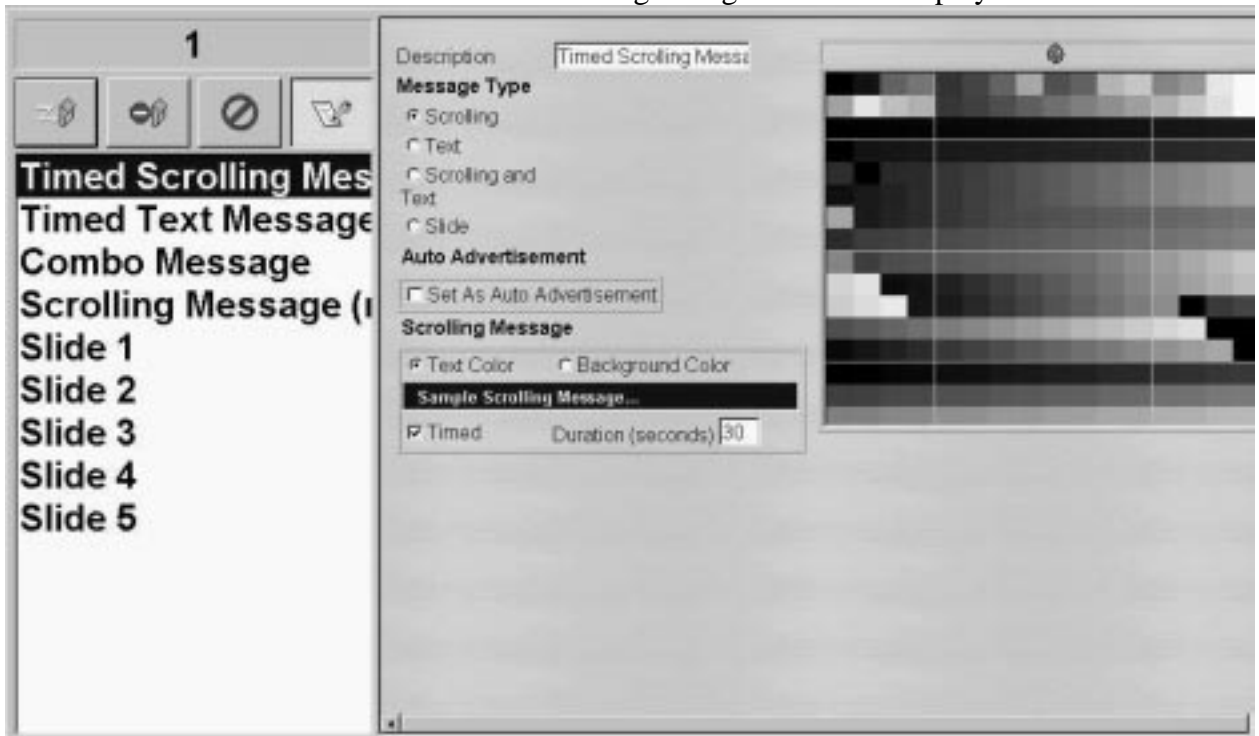 1
Timed Scrolling Mes
Timed Text Message
Combo Message
Scrolling Message (
Slide 1
Slide 2
Slide 3
Slide 4
Slide 5
Description Timed Scrolling Messa
Message Type
Scrolling
Text
Scrolling and
Text
Slide
Auto Advertisement
Set As Auto Advertisement
Scrolling Message
Text Color Background Color
Sample Scrolling Message...
Timed Duration (seconds) 30